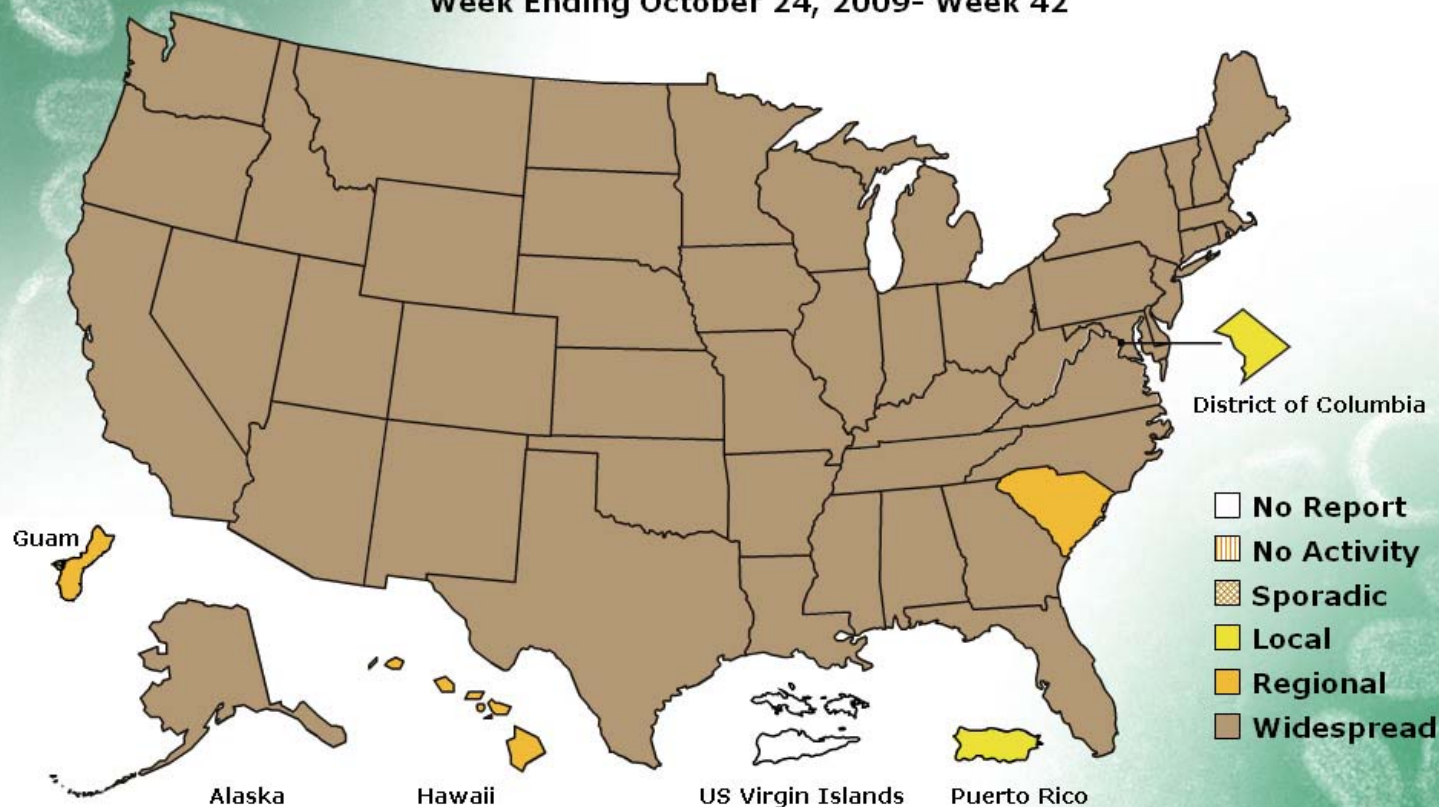 Week Ending October 24, 2009- Week 42
District of Columbia
Guam
No Report
No Activity
Sporadic
Local
Regional
Widespread
Alaska
Hawaii
US Virgin Islands
Puerto Rico